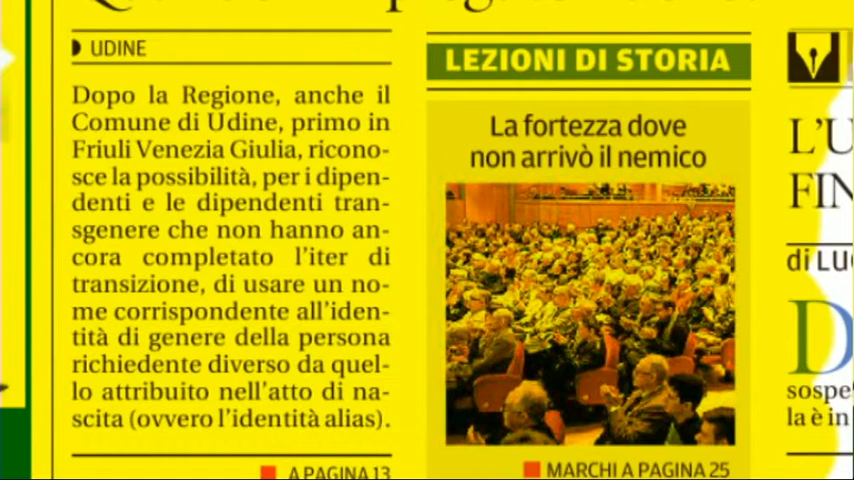 UDINE
Dopo la Regione, anche il
Comune di Udine, primo in
Friuli Venezia Giulia, ricono-
sce la possibilità, per i dipen-
denti e le dipendenti tran-
sgenere che non hanno an-
cora completato l'iter di
transizione, di usare un no-
me corrispondente all'iden-
tità di genere della persona
richiedente diverso da quel-
lo attribuito nell'atto di na-
scita (ovvero l'identità alias).
A PAGINA 13
LEZIONI DI STORIA
La fortezza dove
non arrivò il nemico
MARCHI A PAGINA 25
L'U
FIN
di LUC
D
sospe
la è in